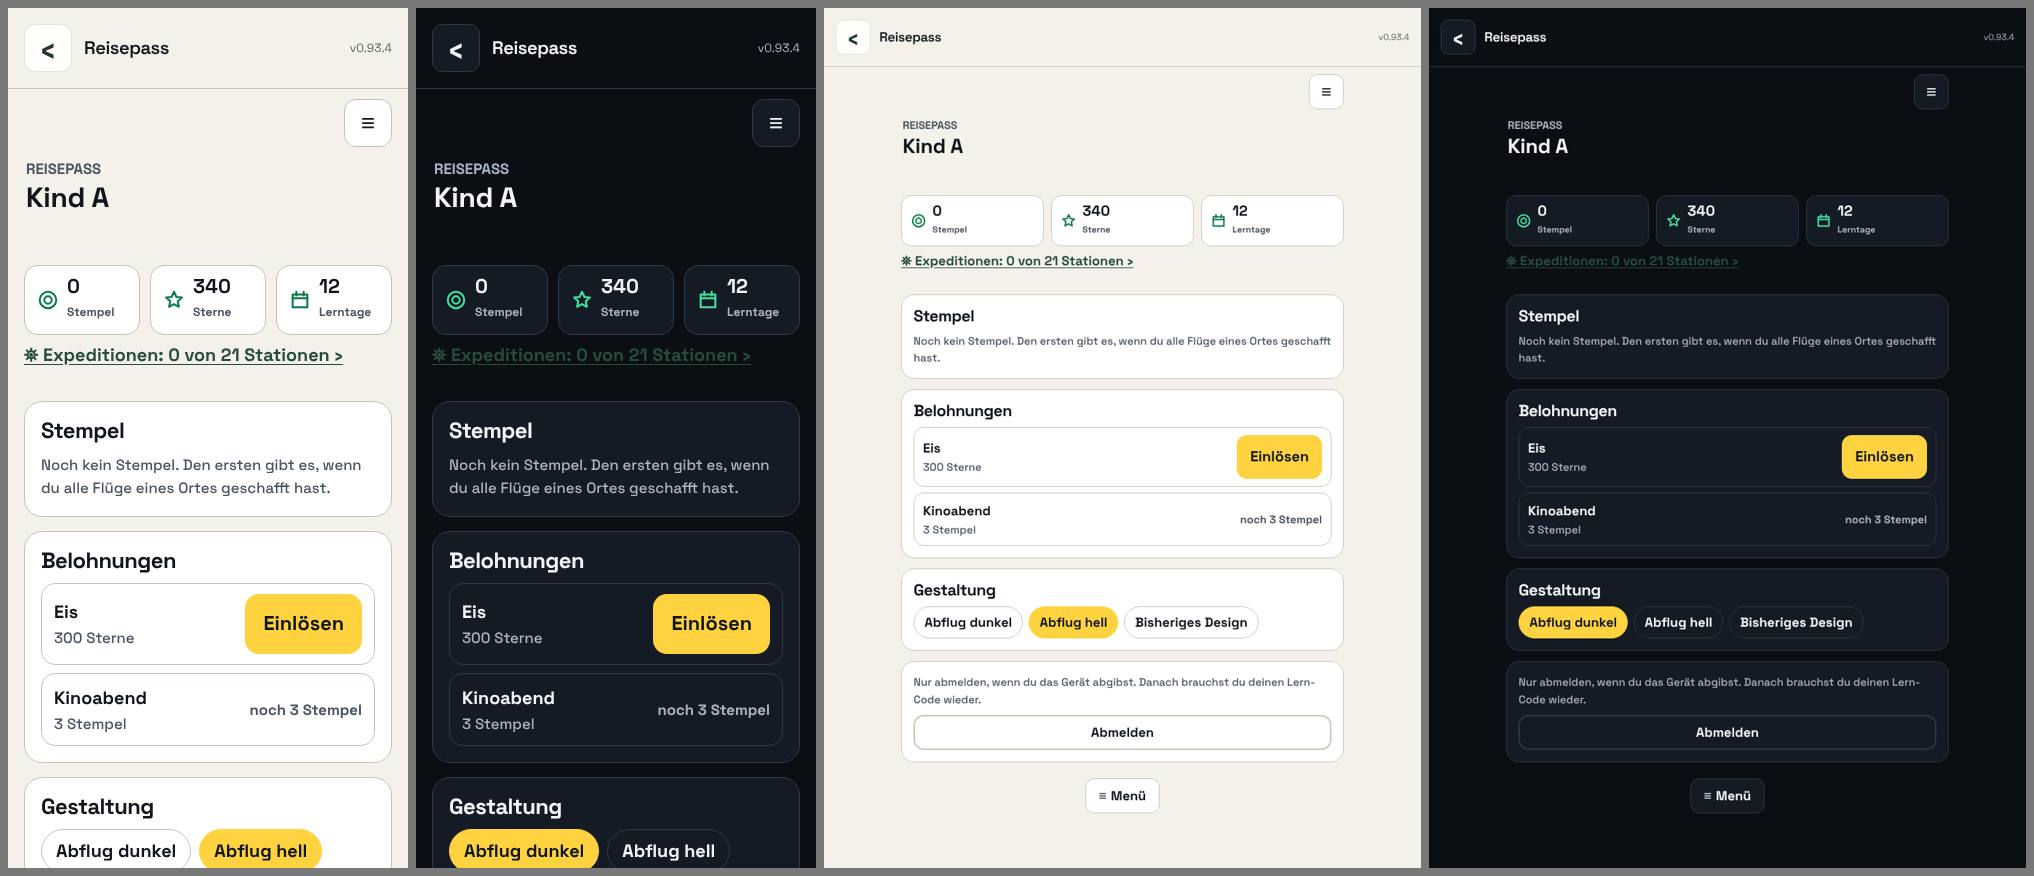 < Reisepass v0.93.4
≡
REISEPASS
Kind A
0 Stempel
340 Sterne
12 Lerntage
⛯ Expeditionen: 0 von 21 Stationen >
Stempel
Noch kein Stempel. Den ersten gibt es, wenn
du alle Flüge eines Ortes geschafft hast.
Belohnungen
Eis
300 Sterne
Einlösen
Kinoabend
3 Stempel
noch 3 Stempel
Gestaltung
Abflug dunkel Abflug hell
< Reisepass v0.93.4
≡
REISEPASS
Kind A
0 Stempel
340 Sterne
12 Lerntage
⛯ Expeditionen: 0 von 21 Stationen >
Stempel
Noch kein Stempel. Den ersten gibt es, wenn
du alle Flüge eines Ortes geschafft hast.
Belohnungen
Eis
300 Sterne
Einlösen
Kinoabend
3 Stempel
noch 3 Stempel
Gestaltung
Abflug dunkel Abflug hell
< Reisepass v0.93.4
≡
REISEPASS
Kind A
0 Stempel
340 Sterne
12 Lerntage
⛯ Expeditionen: 0 von 21 Stationen >
Stempel
Noch kein Stempel. Den ersten gibt es, wenn du alle Flüge eines Ortes geschafft
hast.
Belohnungen
Eis
300 Sterne
Einlösen
Kinoabend
3 Stempel
noch 3 Stempel
Gestaltung
Abflug dunkel Abflug hell Bisheriges Design
Nur abmelden, wenn du das Gerät abgibst. Danach brauchst du deinen Lern-
Code wieder.
Abmelden
≡ Menü
< Reisepass v0.93.4
≡
REISEPASS
Kind A
0 Stempel
340 Sterne
12 Lerntage
⛯ Expeditionen: 0 von 21 Stationen >
Stempel
Noch kein Stempel. Den ersten gibt es, wenn du alle Flüge eines Ortes geschafft
hast.
Belohnungen
Eis
300 Sterne
Einlösen
Kinoabend
3 Stempel
noch 3 Stempel
Gestaltung
Abflug dunkel Abflug hell Bisheriges Design
Nur abmelden, wenn du das Gerät abgibst. Danach brauchst du deinen Lern-
Code wieder.
Abmelden
≡ Menü